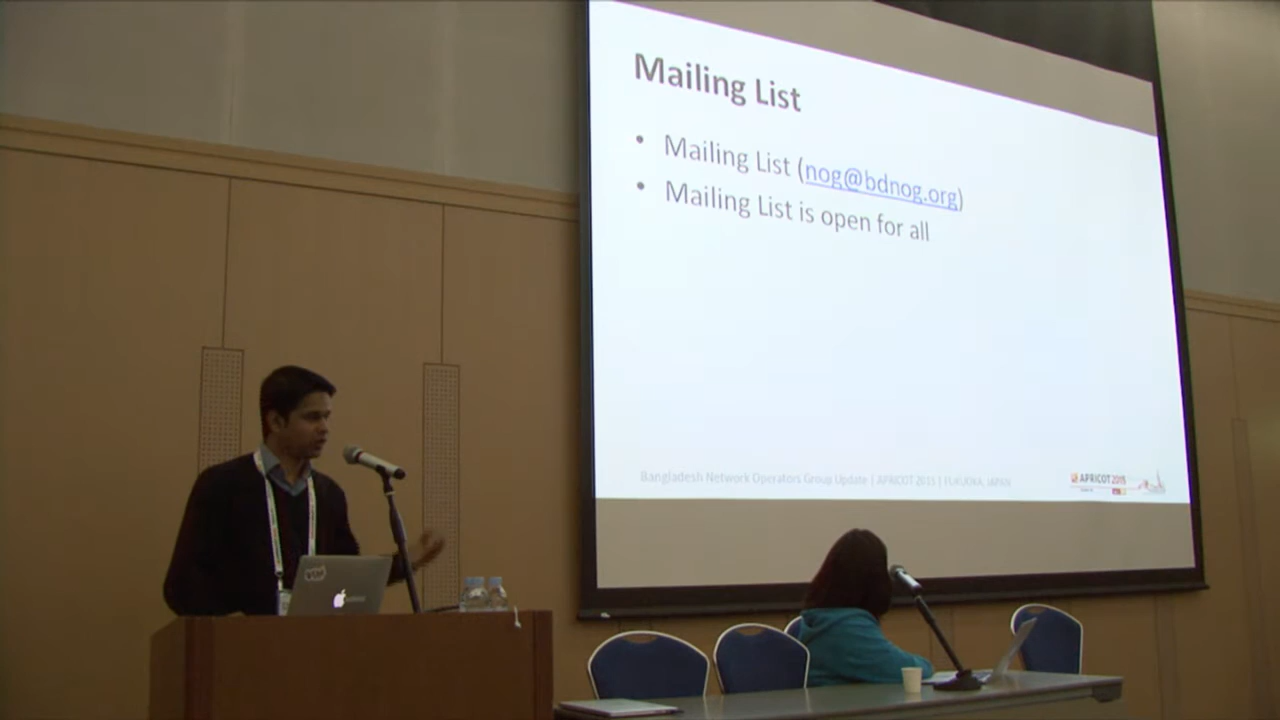 Mailing List
• Mailing List (nog@bdnog.org)
• Mailing List is open for all
Bangladesh Network Operators Group Update | APRICOT 2015 | FUKUOKA, JAPAN
APRICOT 2015